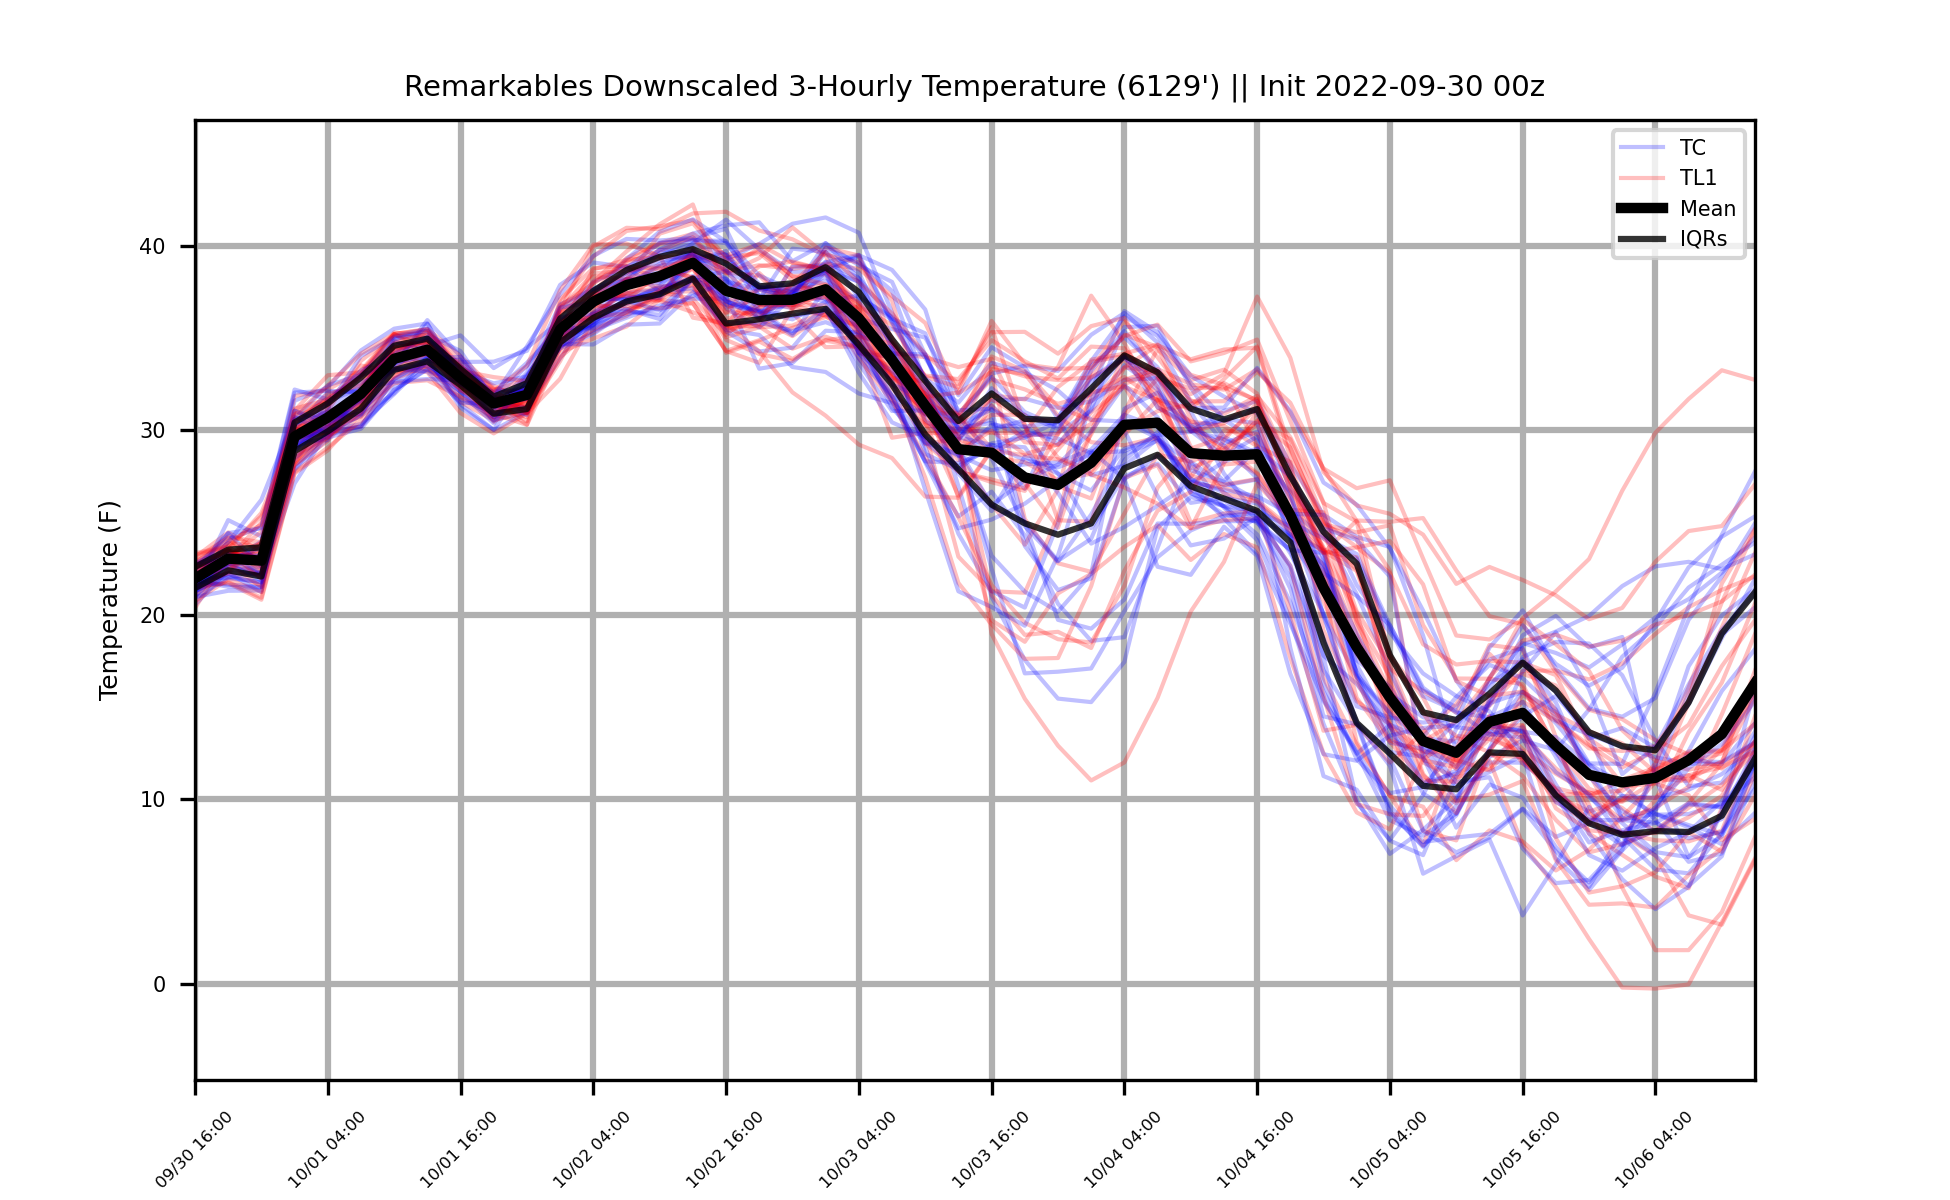 Remarkables Downscaled 3-Hourly Temperature (6129') || Init 2022-09-30 00z
TC
TL1
Mean
IQRs
Temperature (F)
40
30
20
10
0
09/30 16:00
10/01 04:00
10/01 16:00
10/02 04:00
10/02 16:00
10/03 04:00
10/03 16:00
10/04 04:00
10/04 16:00
10/05 04:00
10/05 16:00
10/06 04:00